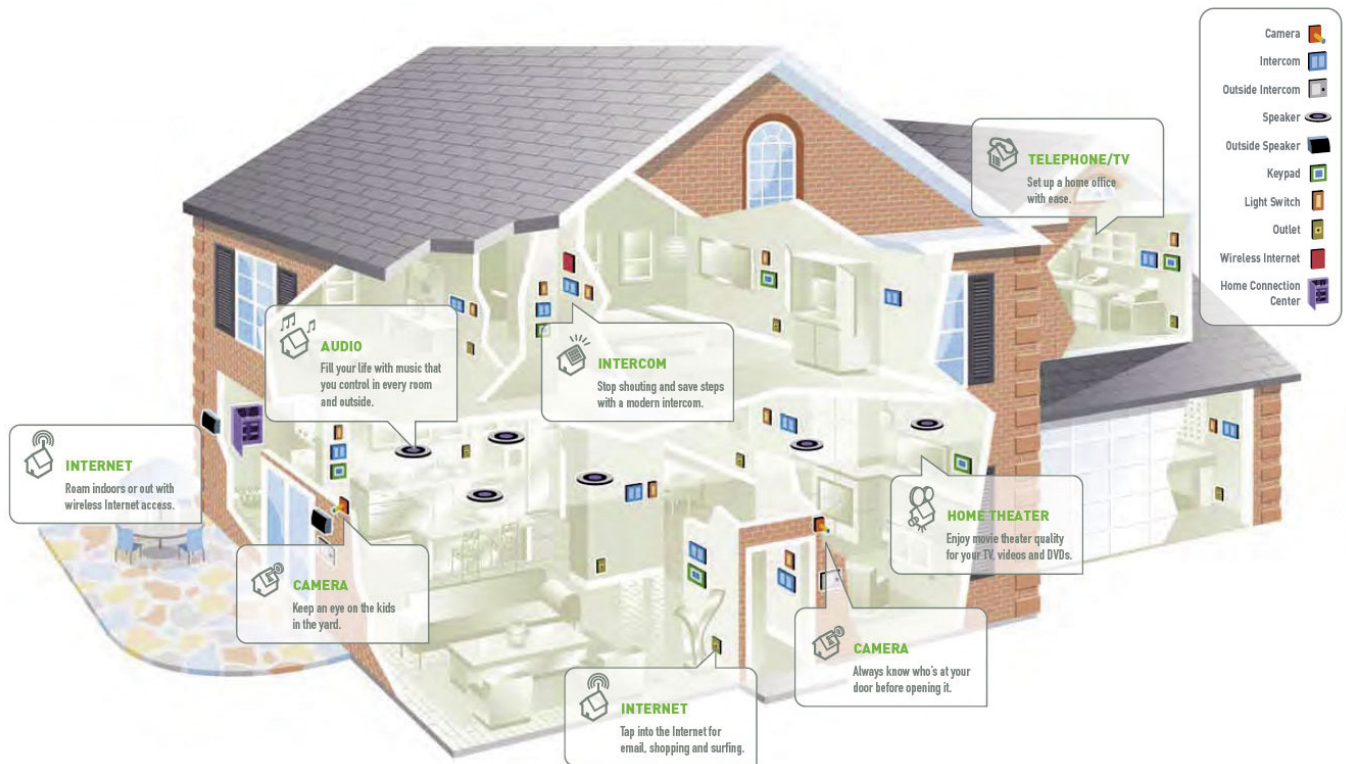 Camera
Intercom
Outside Intercom
Speaker
Outside Speaker
Keypad
Light Switch
Outlet
Wireless Internet
Home Connection
Center
TELEPHONE/TV
Set up a home office
with ease.
AUDIO
Fill your life with music that
you control in every room
and outside.
INTERCOM
Stop shouting and save steps
with a modern intercom.
INTERNET
Roam indoors or out with
wireless Internet access.
HOME THEATER
Enjoy movie theater quality
for your TV, videos and DVDs.
CAMERA
Keep an eye on the kids
in the yard.
CAMERA
Always know who's at your
door before opening it.
INTERNET
Tap into the Internet for
email, shopping and surfing.